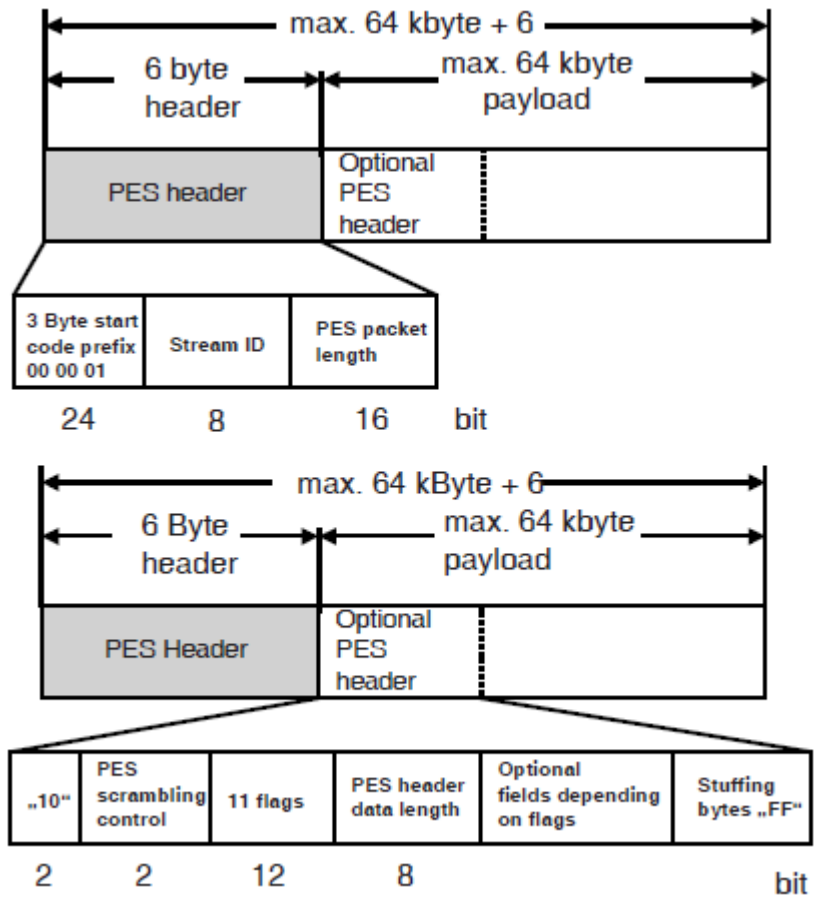 max. 64 kbyte + 6
6 byte
header
max. 64 kbyte
payload
PES header
Optional
PES
header
3 Byte start
code prefix
00 00 01
Stream ID
PES packet
length
24 8 16 bit
max. 64 kByte + 6
6 Byte
header
max. 64 kbyte
payload
PES Header
Optional
PES
header
„10“
PES
scrambling
control
11 flags
PES header
data length
Optional
fields depending
on flags
Stuffing
bytes „FF“
2 2 12 8 bit